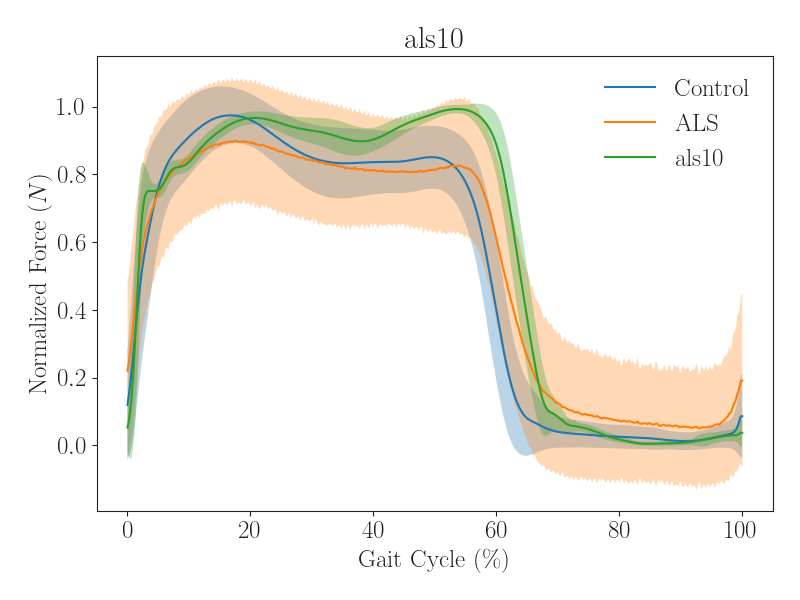 als10
Control
ALS
als10
Normalized Force (N)
1.0
0.8
0.6
0.4
0.2
0.0
0 20 40 60 80 100
Gait Cycle (%)